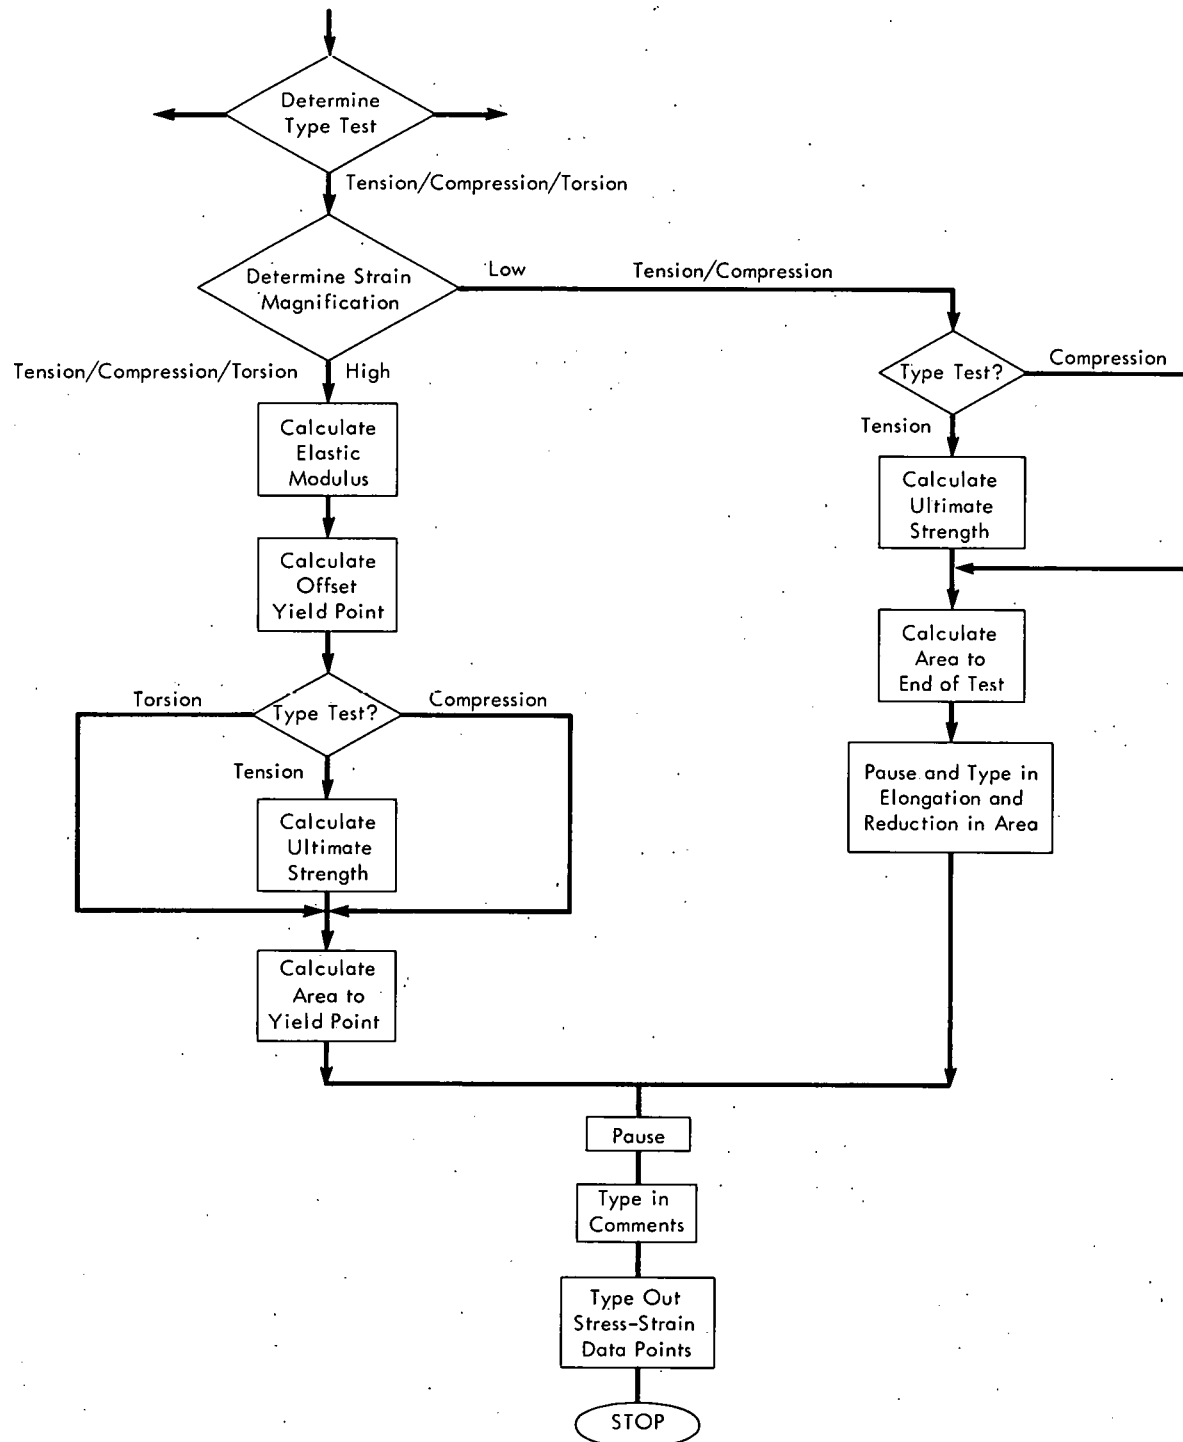 Determine
Type Test
Tension/Compression/Torsion
Determine Strain
Magnification
Low
Tension/Compression
Tension/Compression/Torsion
High
Type Test?
Compression
Tension
Calculate
Elastic
Modulus
Calculate
Ultimate
Strength
Calculate
Offset
Yield Point
Calculate
Area to
End of Test
Torsion
Type Test?
Compression
Tension
Pause and Type in
Elongation and
Reduction in Area
Calculate
Ultimate
Strength
Calculate
Area to
Yield Point
Pause
Type in
Comments
Type Out
Stress-Strain
Data Points
STOP